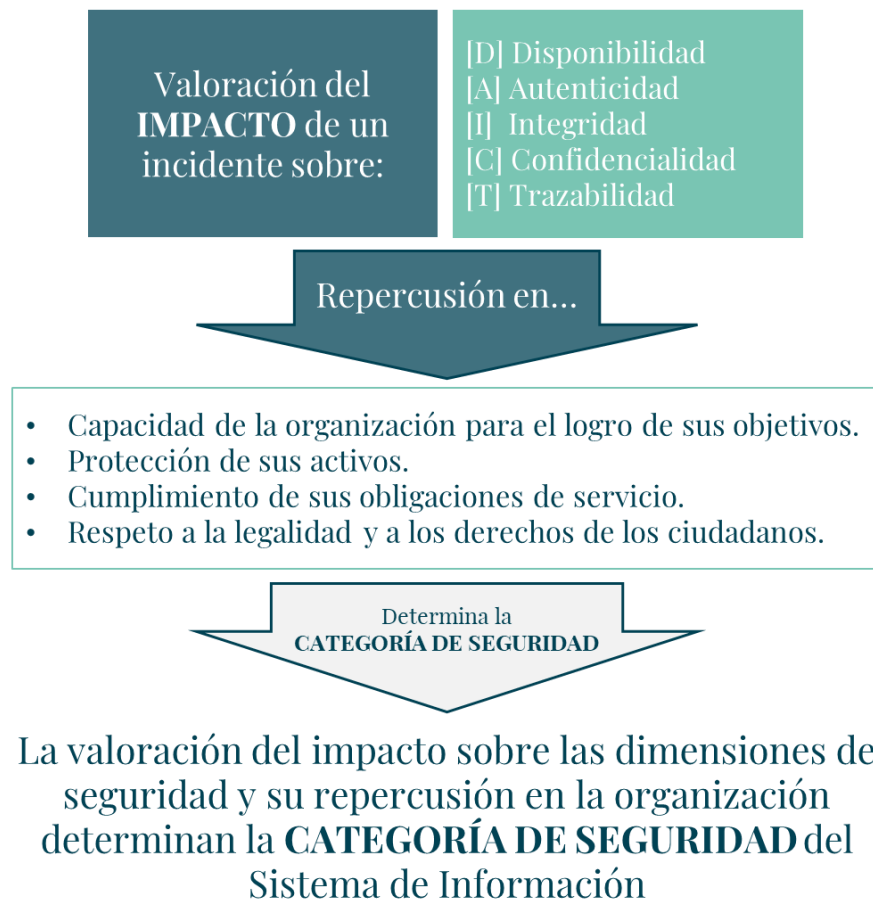 Valoración del
IMPACTO de un
incidente sobre:
[D] Disponibilidad
[A] Autenticidad
[I] Integridad
[C] Confidencialidad
[T] Trazabilidad
Repercusión en...
• Capacidad de la organización para el logro de sus objetivos.
• Protección de sus activos.
• Cumplimiento de sus obligaciones de servicio.
• Respeto a la legalidad y a los derechos de los ciudadanos.
Determina la
CATEGORÍA DE SEGURIDAD
La valoración del impacto sobre las dimensiones de
seguridad y su repercusión en la organización
determinan la CATEGORÍA DE SEGURIDAD del
Sistema de Información